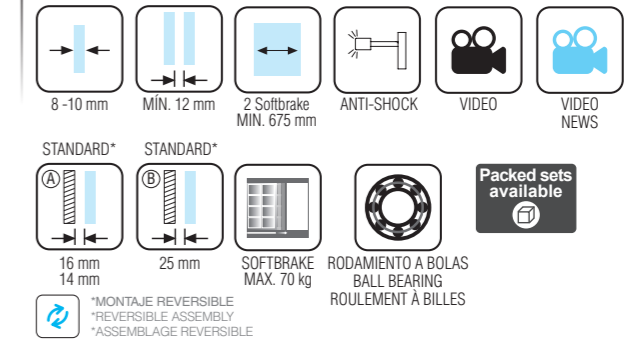 8 -10 mm
MÍN. 12 mm
2 Softbrake
MIN. 675 mm
ANTI-SHOCK
VIDEO
VIDEO
NEWS
STANDARD*
STANDARD*
A
B
16 mm
14 mm
25 mm
SOFTBRAKE
MAX. 70 kg
RODAMIENTO A BOLAS
BALL BEARING
ROULEMENT À BILLES
Packed sets
available
*MONTAJE REVERSIBLE
*REVERSIBLE ASSEMBLY
*ASSEMBLAGE REVERSIBLE